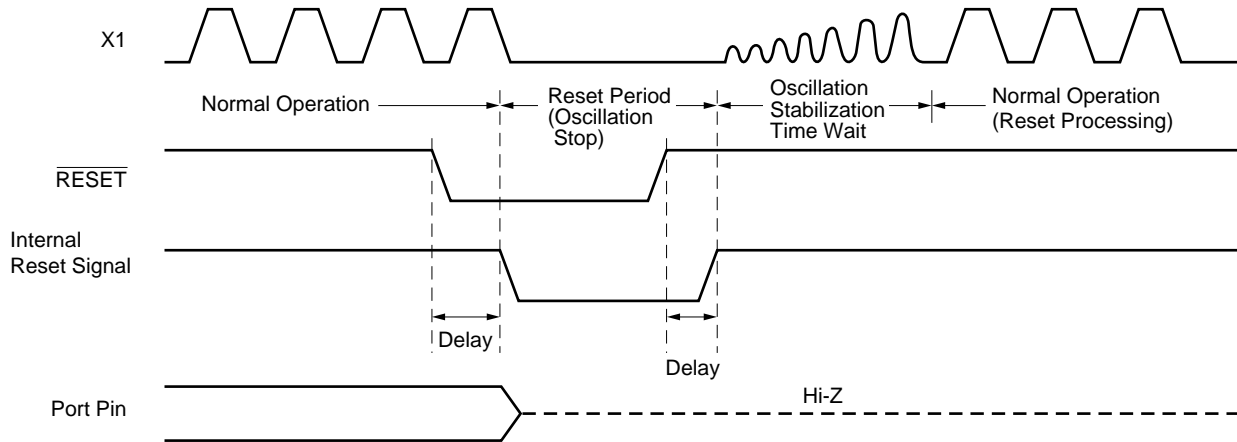 X1
Normal Operation
Reset Period
(Oscillation
Stop)
Oscillation
Stabilization
Time Wait
Normal Operation
(Reset Processing)
RESET
Internal
Reset Signal
Delay
Delay
Hi-Z
Port Pin